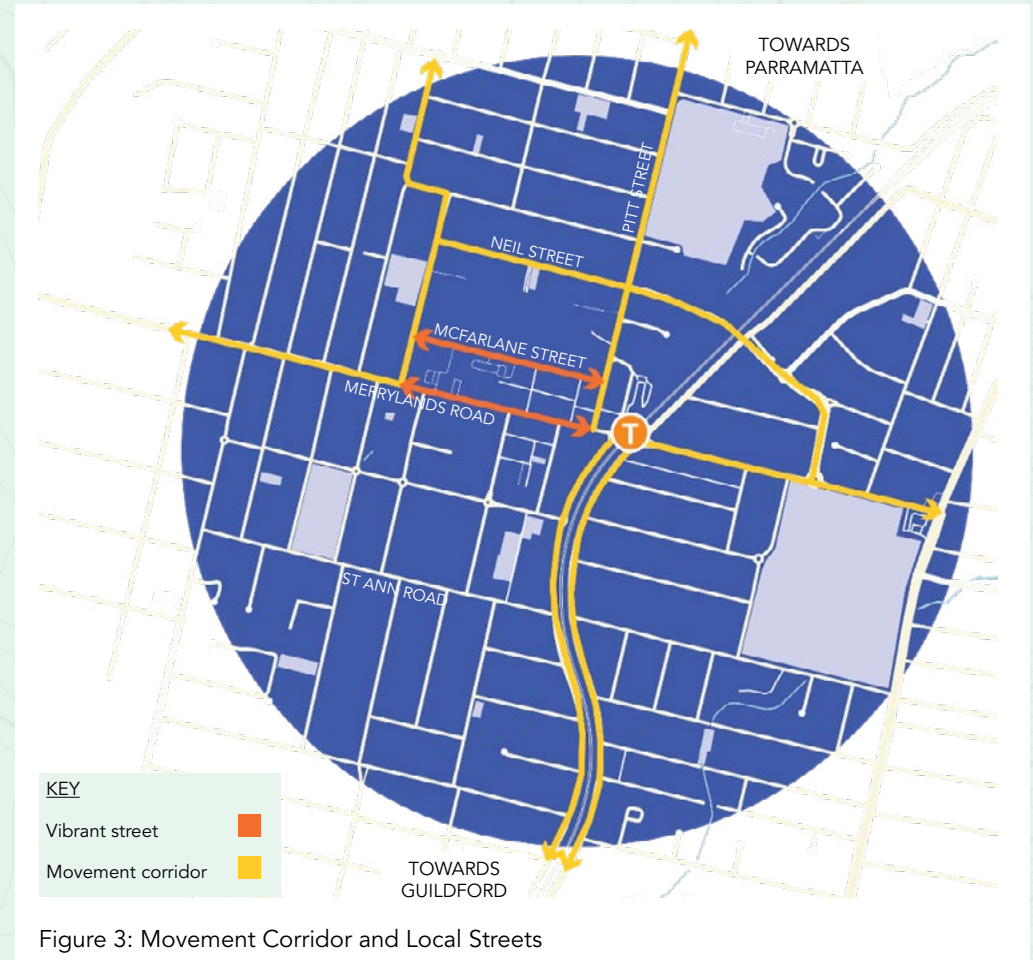 TOWARDS
PARRAMATTA
PITT STREET
NEIL STREET
MCFARLANE STREET
MERRYLANDS ROAD
T
ST ANN ROAD
KEY
Vibrant street
Movement corridor
TOWARDS
GUILDFORD
Figure 3: Movement Corridor and Local Streets